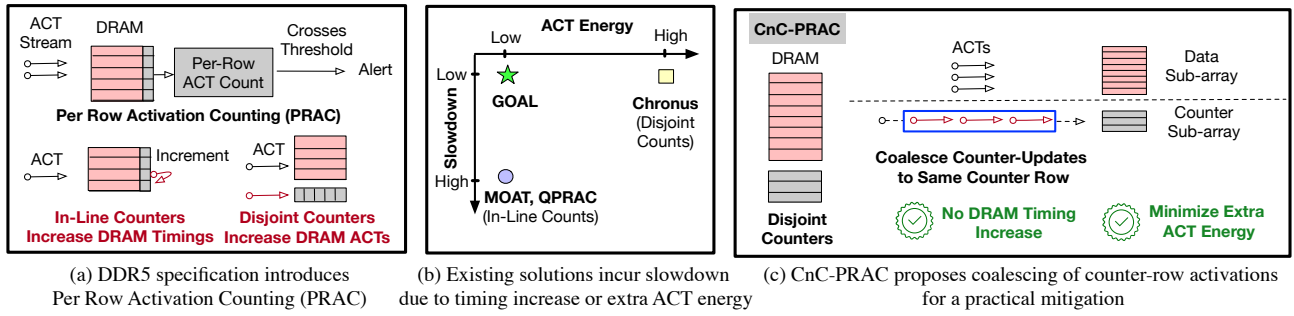 ACT
Stream
DRAM
Per-Row
ACT Count
Crosses
Threshold
Alert
Per Row Activation Counting (PRAC)
ACT
Increment
In-Line Counters
Increase DRAM Timings
ACT
Disjoint Counters
Increase DRAM ACTs
(a) DDR5 specification introduces
Per Row Activation Counting (PRAC)
ACT Energy
Low
High
Slowdown
Low
High
GOAL
Chronus
(Disjoint
Counts)
MOAT, QPRAC
(In-Line Counts)
(b) Existing solutions incur slowdown
due to timing increase or extra ACT energy
CnC-PRAC
DRAM
Disjoint
Counters
ACTs
Data
Sub-array
Counter
Sub-array
Coalesce Counter-Updates
to Same Counter Row
No DRAM Timing
Increase
Minimize Extra
ACT Energy
(c) CnC-PRAC proposes coalescing of counter-row activations
for a practical mitigation